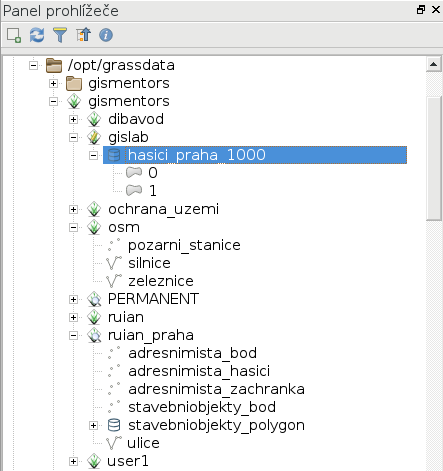 Panel prohlížeče
/opt/grassdata
gismentors
gismentors
dibavod
gislab
hasici_praha_1000
0
1
ochrana_uzemi
osm
pozarni_stanice
silnice
zeleznice
PERMANENT
ruian
ruian_praha
adresnimista_bod
adresnimista_hasici
adresnimista_zachranka
stavebniobjekty_bod
stavebniobjekty_polygon
ulice
user1